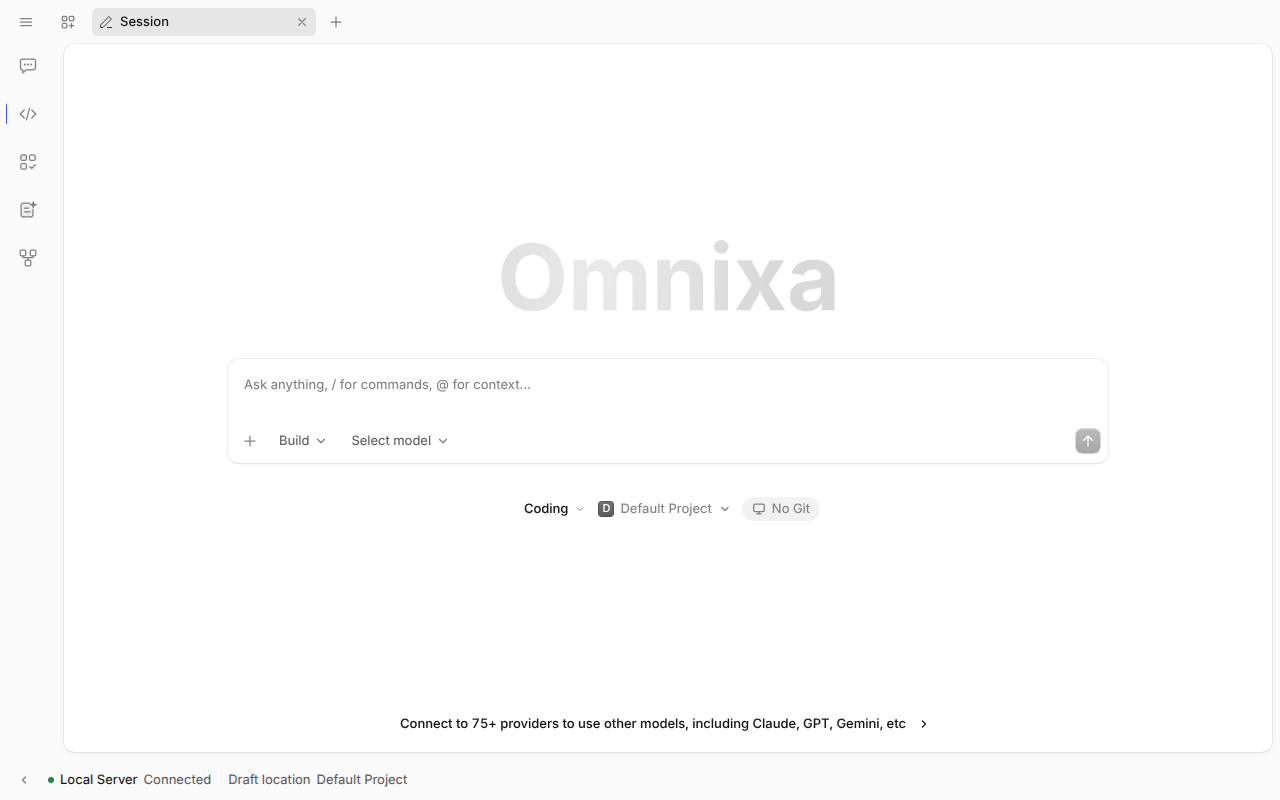 Session
Omnixa
Ask anything, / for commands, @ for context...
Build
Select model
Coding
D
Default Project
No Git
Connect to 75+ providers to use other models, including Claude, GPT, Gemini, etc
Local Server Connected
Draft location Default Project